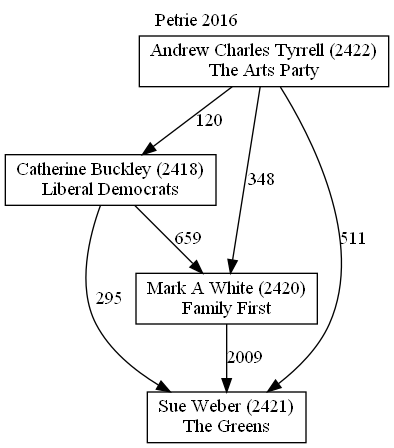 Petrie 2016
Andrew Charles Tyrrell (2422)
The Arts Party
120
Catherine Buckley (2418)
Liberal Democrats
348
659
511
295
Mark A White (2420)
Family First
2009
Sue Weber (2421)
The Greens